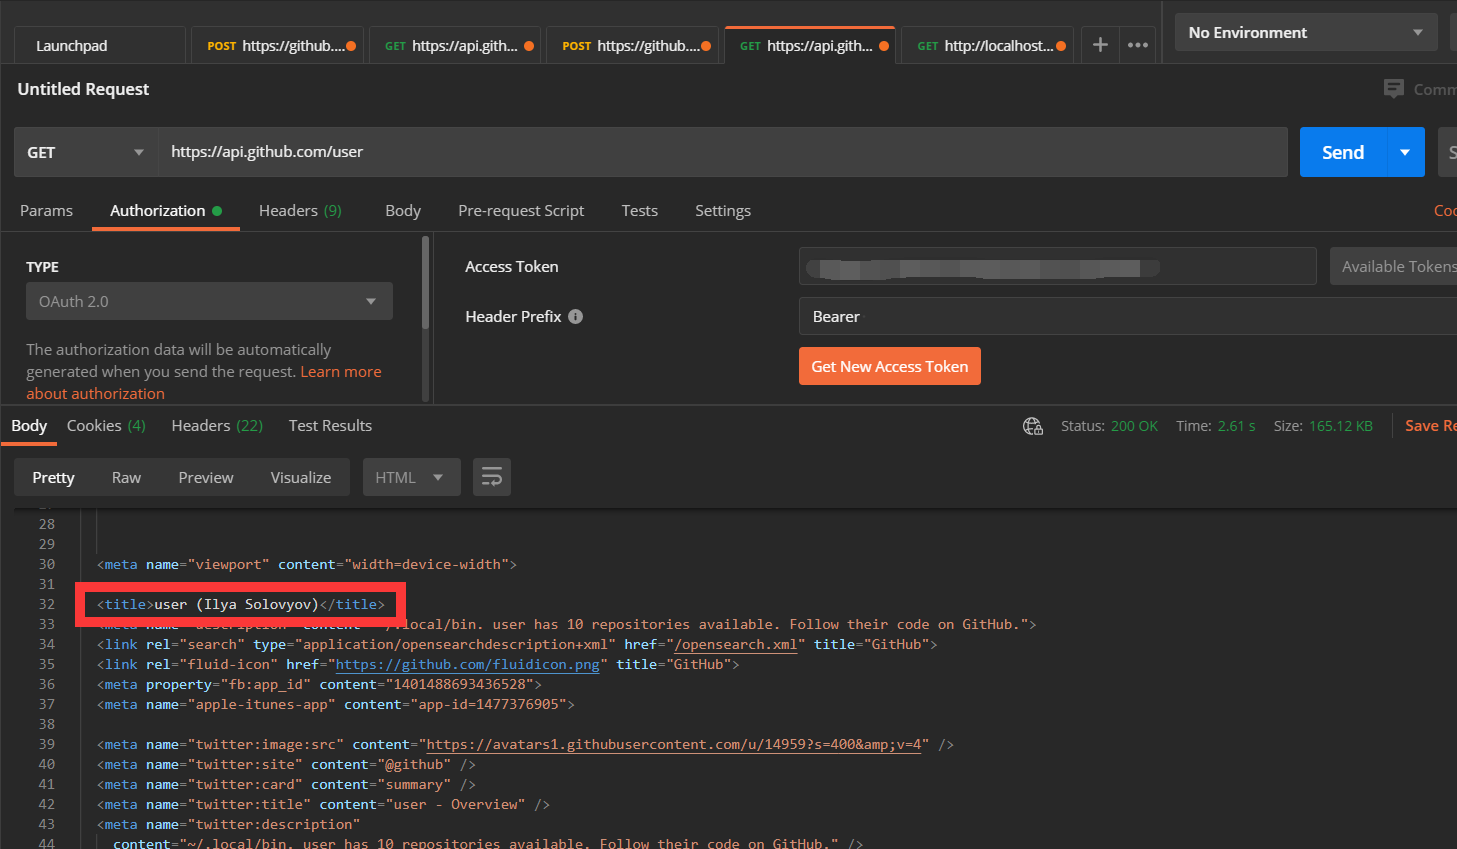 Launchpad
POST https://github....
GET https://api.gith...
POST https://github....
GET https://api.gith...
GET http://localhost...
No Environment
Untitled Request
Comm
GET
https://api.github.com/user
Send
S
Params
Authorization
Headers (9)
Body
Pre-request Script
Tests
Settings
Coo
TYPE
OAuth 2.0
The authorization data will be automatically
generated when you send the request. Learn more
about authorization
Access Token
Available Tokens
Header Prefix
Bearer
Get New Access Token
Body
Cookies (4)
Headers (22)
Test Results
Status: 200 OK
Time: 2.61 s
Size: 165.12 KB
Save Re
Pretty
Raw
Preview
Visualize
HTML
28
29
30 <meta name="viewport" content="width=device-width">
31
32 <title>user (Ilya Solovyov)</title>
33 <meta name="description" content="~/.local/bin. user has 10 repositories available. Follow their code on GitHub.">
34 <link rel="search" type="application/opensearchdescription+xml" href="/opensearch.xml" title="GitHub">
35 <link rel="fluid-icon" href="https://github.com/fluidicon.png" title="GitHub">
36 <meta property="fb:app_id" content="1401488693436528">
37 <meta name="apple-itunes-app" content="app-id=1477376905">
38
39 <meta name="twitter:image:src" content="https://avatars1.githubusercontent.com/u/14959?s=400&amp;v=4" />
40 <meta name="twitter:site" content="@github" />
41 <meta name="twitter:card" content="summary" />
42 <meta name="twitter:title" content="user - Overview" />
43 <meta name="twitter:description"
44 content="~/.local/bin. user has 10 repositories available. Follow their code on GitHub." />